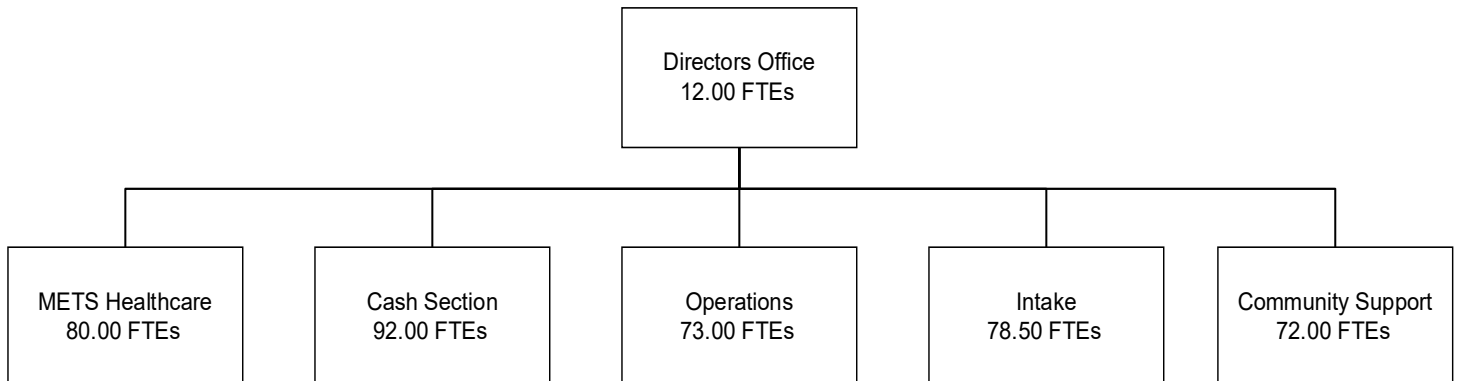 Directors Office
12.00 FTEs
METS Healthcare
80.00 FTEs
Cash Section
92.00 FTEs
Operations
73.00 FTEs
Intake
78.50 FTEs
Community Support
72.00 FTEs